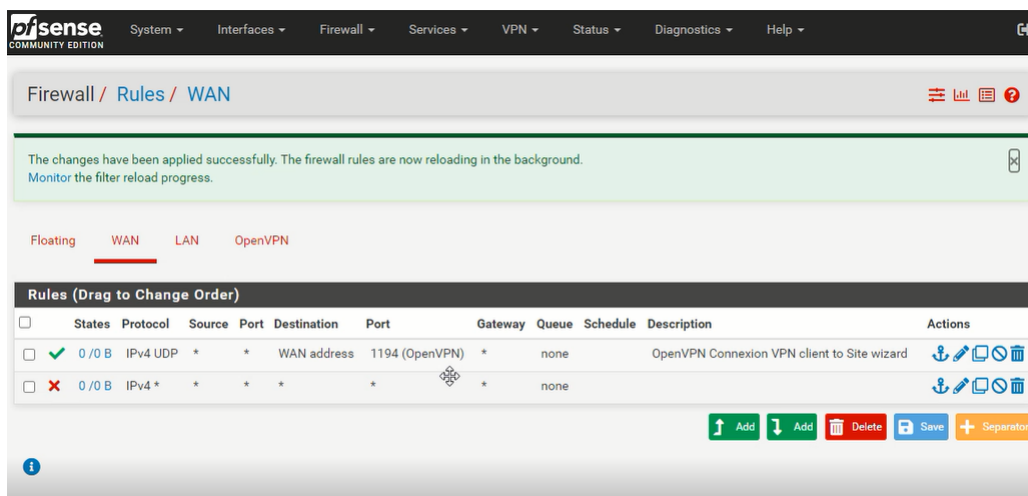 pfsense System Interfaces Firewall Services VPN Status Diagnostics Help
COMMUNITY EDITION
Firewall / Rules / WAN
The changes have been applied successfully. The firewall rules are now reloading in the background.
Monitor the filter reload progress.
Floating WAN LAN OpenVPN
Rules (Drag to Change Order)
States Protocol Source Port Destination Port Gateway Queue Schedule Description Actions
0 /0 B IPv4 UDP * * WAN address 1194 (OpenVPN) * none OpenVPN Connexion VPN client to Site wizard
0 /0 B IPv4 * * * * * * none
Add Add Delete Save Separator